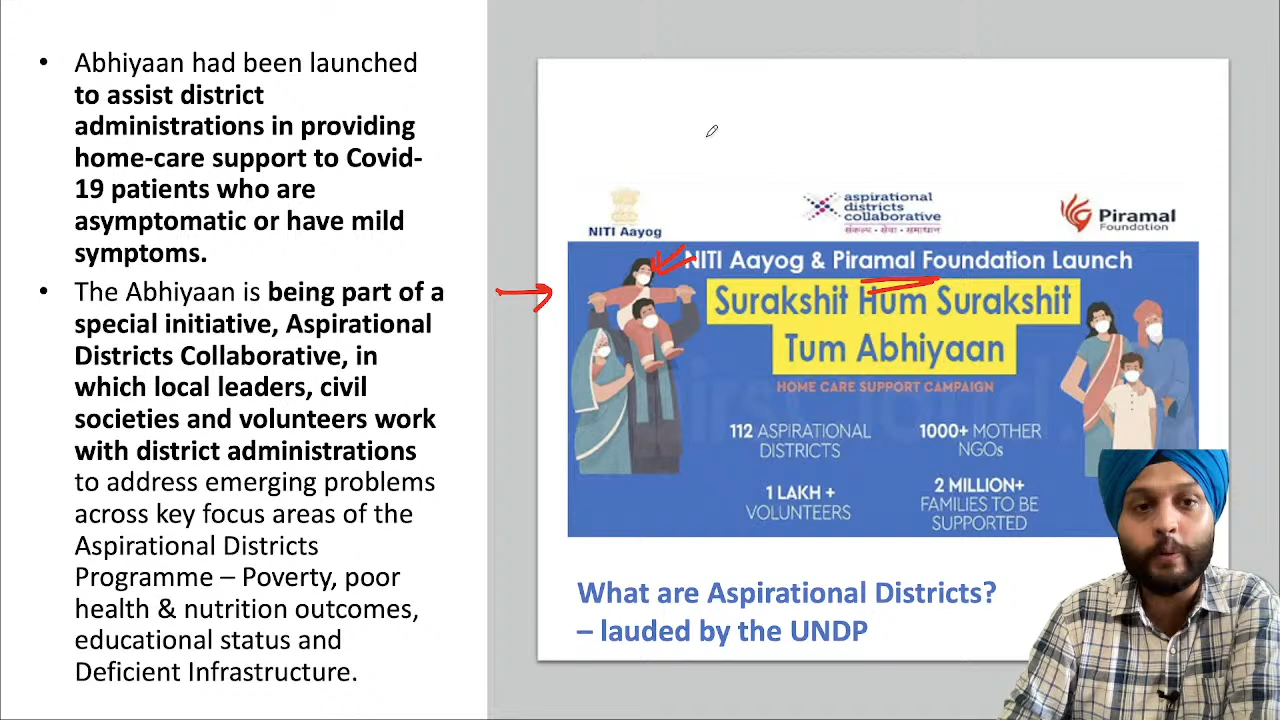 • Abhiyaan had been launched
to assist district
administrations in providing
home-care support to Covid-
19 patients who are
asymptomatic or have mild
symptoms.
• The Abhiyaan is being part of a
special initiative, Aspirational
Districts Collaborative, in
which local leaders, civil
societies and volunteers work
with district administrations
to address emerging problems
across key focus areas of the
Aspirational Districts
Programme – Poverty, poor
health & nutrition outcomes,
educational status and
Deficient Infrastructure.
NITI Aayog
aspirational
districts
collaborative
संकल्प • सेवा • समाधान
Piramal
Foundation
NITI Aayog & Piramal Foundation Launch
Surakshit Hum Surakshit
Tum Abhiyaan
HOME CARE SUPPORT CAMPAIGN
112 ASPIRATIONAL
DISTRICTS
1000+ MOTHER
NGOs
1 LAKH +
VOLUNTEERS
2 MILLION+
FAMILIES TO BE
SUPPORTED
What are Aspirational Districts?
– lauded by the UNDP